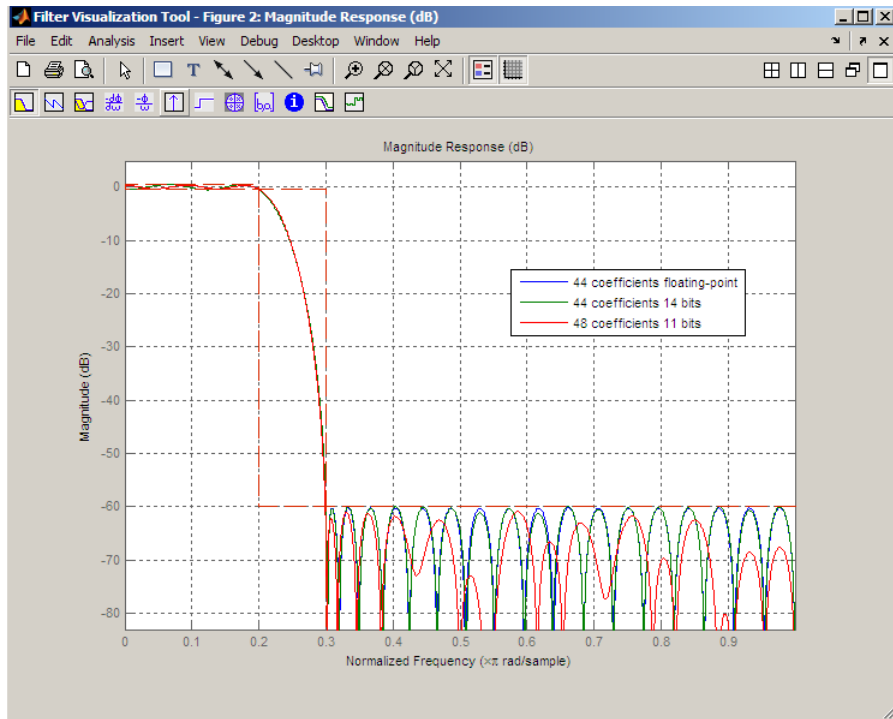 Filter Visualization Tool - Figure 2: Magnitude Response (dB)
File Edit Analysis Insert View Debug Desktop Window Help
Magnitude Response (dB)
0
-10
-20
-30
-40
-50
-60
-70
-80
Magnitude (dB)
44 coefficients floating-point
44 coefficients 14 bits
48 coefficients 11 bits
0 0.1 0.2 0.3 0.4 0.5 0.6 0.7 0.8 0.9
Normalized Frequency (×π rad/sample)